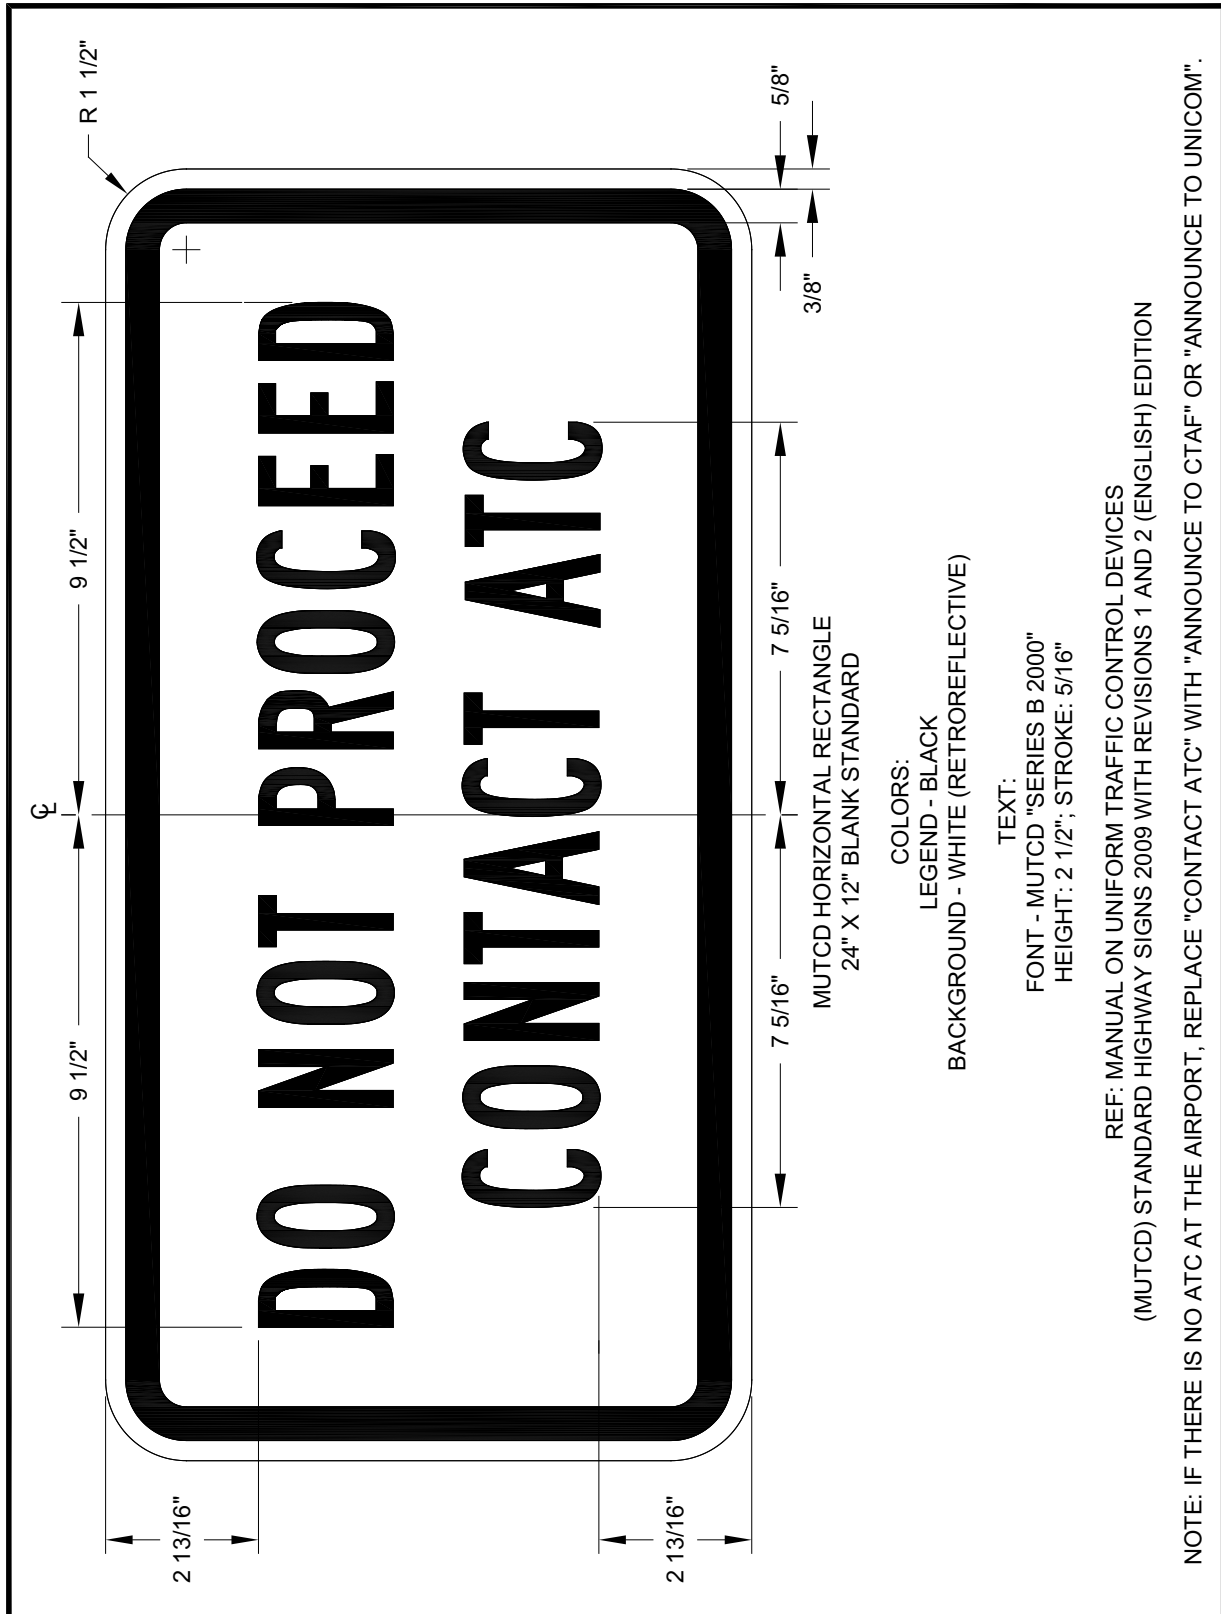 R 1 1/2"
℄
9 1/2"
9 1/2"
2 13/16"
DO NOT PROCEED
CONTACT ATC
5/8"
3/8"
2 13/16"
7 5/16"
7 5/16"
MUTCD HORIZONTAL RECTANGLE
24" X 12" BLANK STANDARD
COLORS:
LEGEND - BLACK
BACKGROUND - WHITE (RETROREFLECTIVE)
TEXT:
FONT - MUTCD "SERIES B 2000"
HEIGHT: 2 1/2"; STROKE: 5/16"
REF: MANUAL ON UNIFORM TRAFFIC CONTROL DEVICES
(MUTCD) STANDARD HIGHWAY SIGNS 2009 WITH REVISIONS 1 AND 2 (ENGLISH) EDITION
NOTE: IF THERE IS NO ATC AT THE AIRPORT, REPLACE "CONTACT ATC" WITH "ANNOUNCE TO CTAF" OR "ANNOUNCE TO UNICOM".